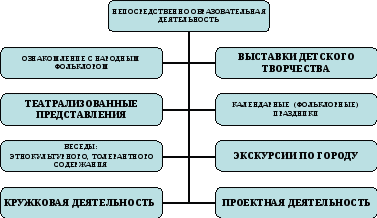 НЕПОСРЕДСТВЕННО ОБРАЗОВАТЕЛЬНАЯ
ДЕЯТЕЛЬНОСТЬ
ОЗНАКОМЛЕНИЕ С НАРОДНЫМ
ФОЛЬКЛОРОМ
ВЫСТАВКИ ДЕТСКОГО
ТВОРЧЕСТВА
ТЕАТРАЛИЗОВАННЫЕ
ПРЕДСТАВЛЕНИЯ
КАЛЕНДАРНЫЕ (ФОЛЬКЛОРНЫЕ)
ПРАЗДНИКИ
БЕСЕДЫ:
ЭТНОКУЛЬТУРНОГО, ТОЛЕРАНТНОГО
СОДЕРЖАНИЯ
ЭКСКУРСИИ ПО ГОРОДУ
КРУЖКОВАЯ ДЕЯТЕЛЬНОСТЬ
ПРОЕКТНАЯ ДЕЯТЕЛЬНОСТЬ